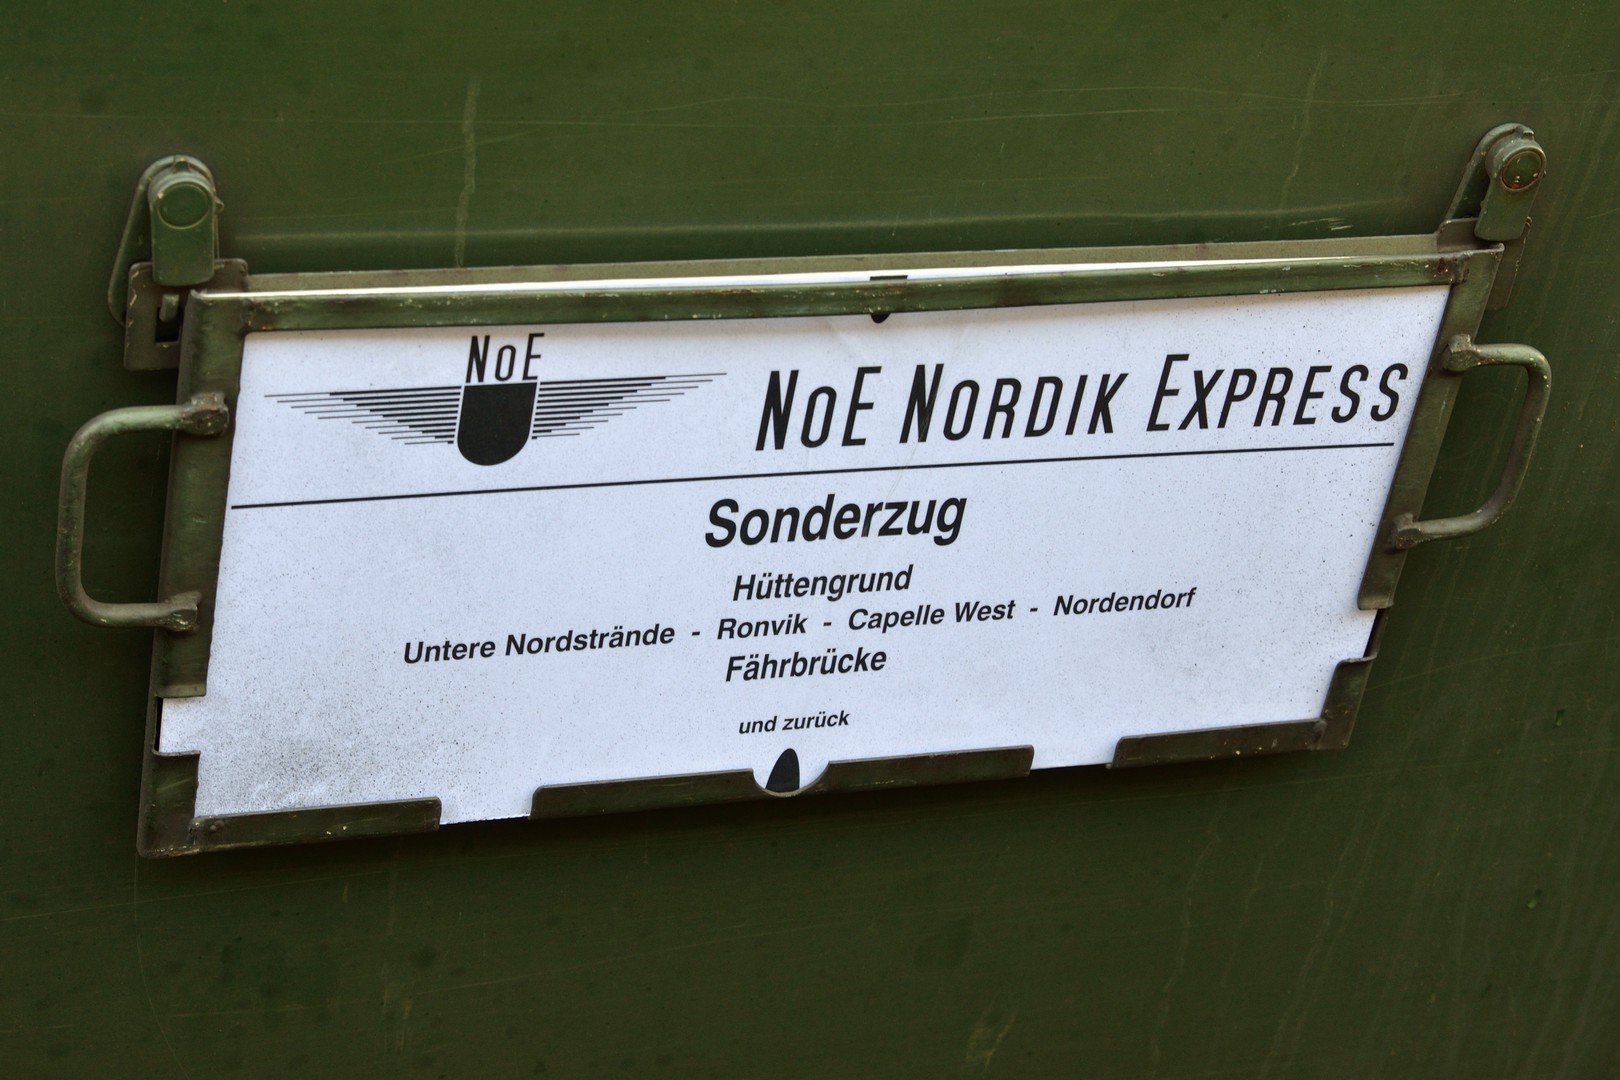 NoE
NoE Nordik Express
Sonderzug
Hüttengrund
Untere Nordstrände - Ronvik - Capelle West - Nordendorf
Fährbrücke
und zurück